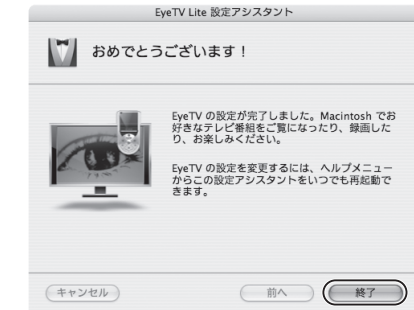 EyeTV Lite 設定アシスタント
おめでとうございます！
EyeTV の設定が完了しました。Macintosh でお
好きなテレビ番組をご覧になったり、録画した
り、お楽しみください。
EyeTV の設定を変更するには、ヘルプメニュー
からこの設定アシスタントをいつでも再起動で
きます。
キャンセル
前へ
終了